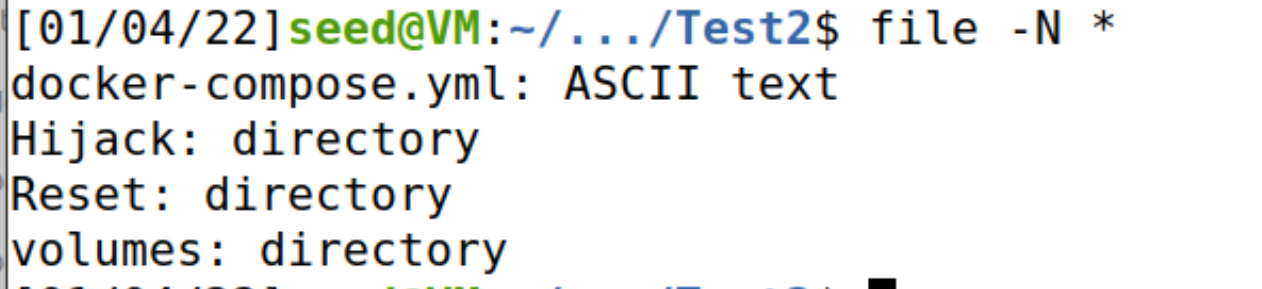 [01/04/22]seed@VM:~/.../Test2$ file -N *
docker-compose.yml: ASCII text
Hijack: directory
Reset: directory
volumes: directory